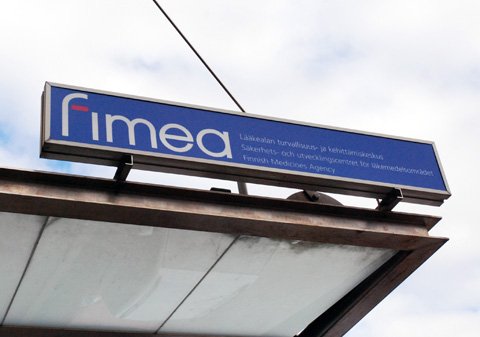 fimea
Lääkealan turvallisuus- ja kehittämiskeskus
Säkerhets- och utvecklingscentret för läkemedelsområdet
Finnish Medicines Agency